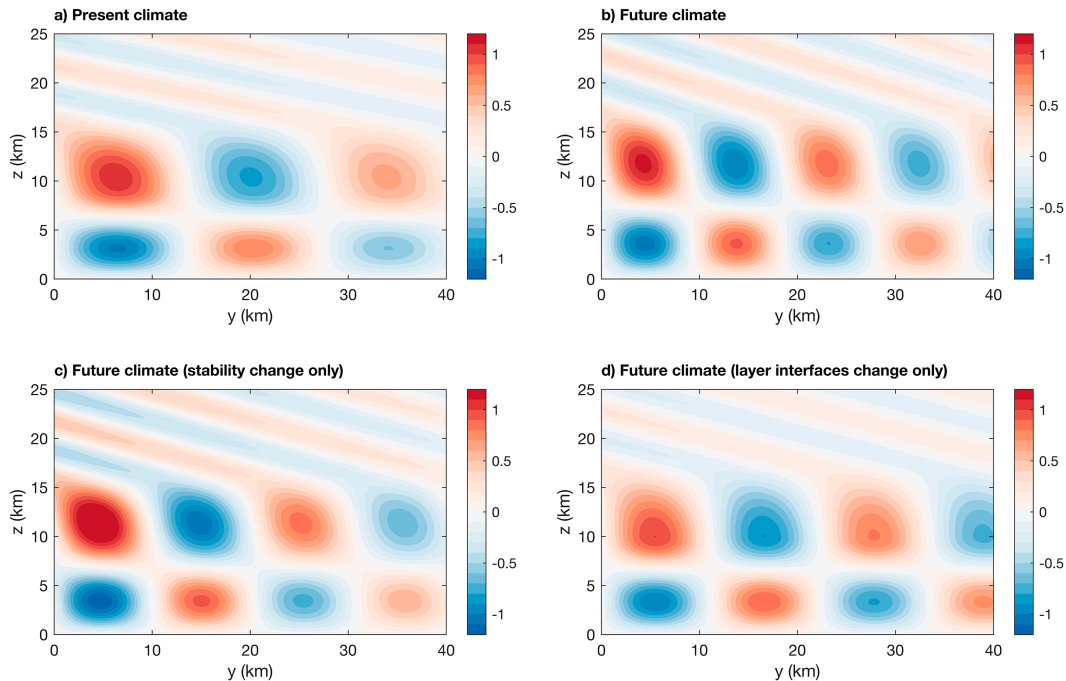 a) Present climate
25
20
15
10
5
0
z (km)
0 10 20 30 40
y (km)
1
0.5
0
-0.5
-1
b) Future climate
25
20
15
10
5
0
z (km)
0 10 20 30 40
y (km)
1
0.5
0
-0.5
-1
c) Future climate (stability change only)
25
20
15
10
5
0
z (km)
0 10 20 30 40
y (km)
1
0.5
0
-0.5
-1
d) Future climate (layer interfaces change only)
25
20
15
10
5
0
z (km)
0 10 20 30 40
y (km)
1
0.5
0
-0.5
-1